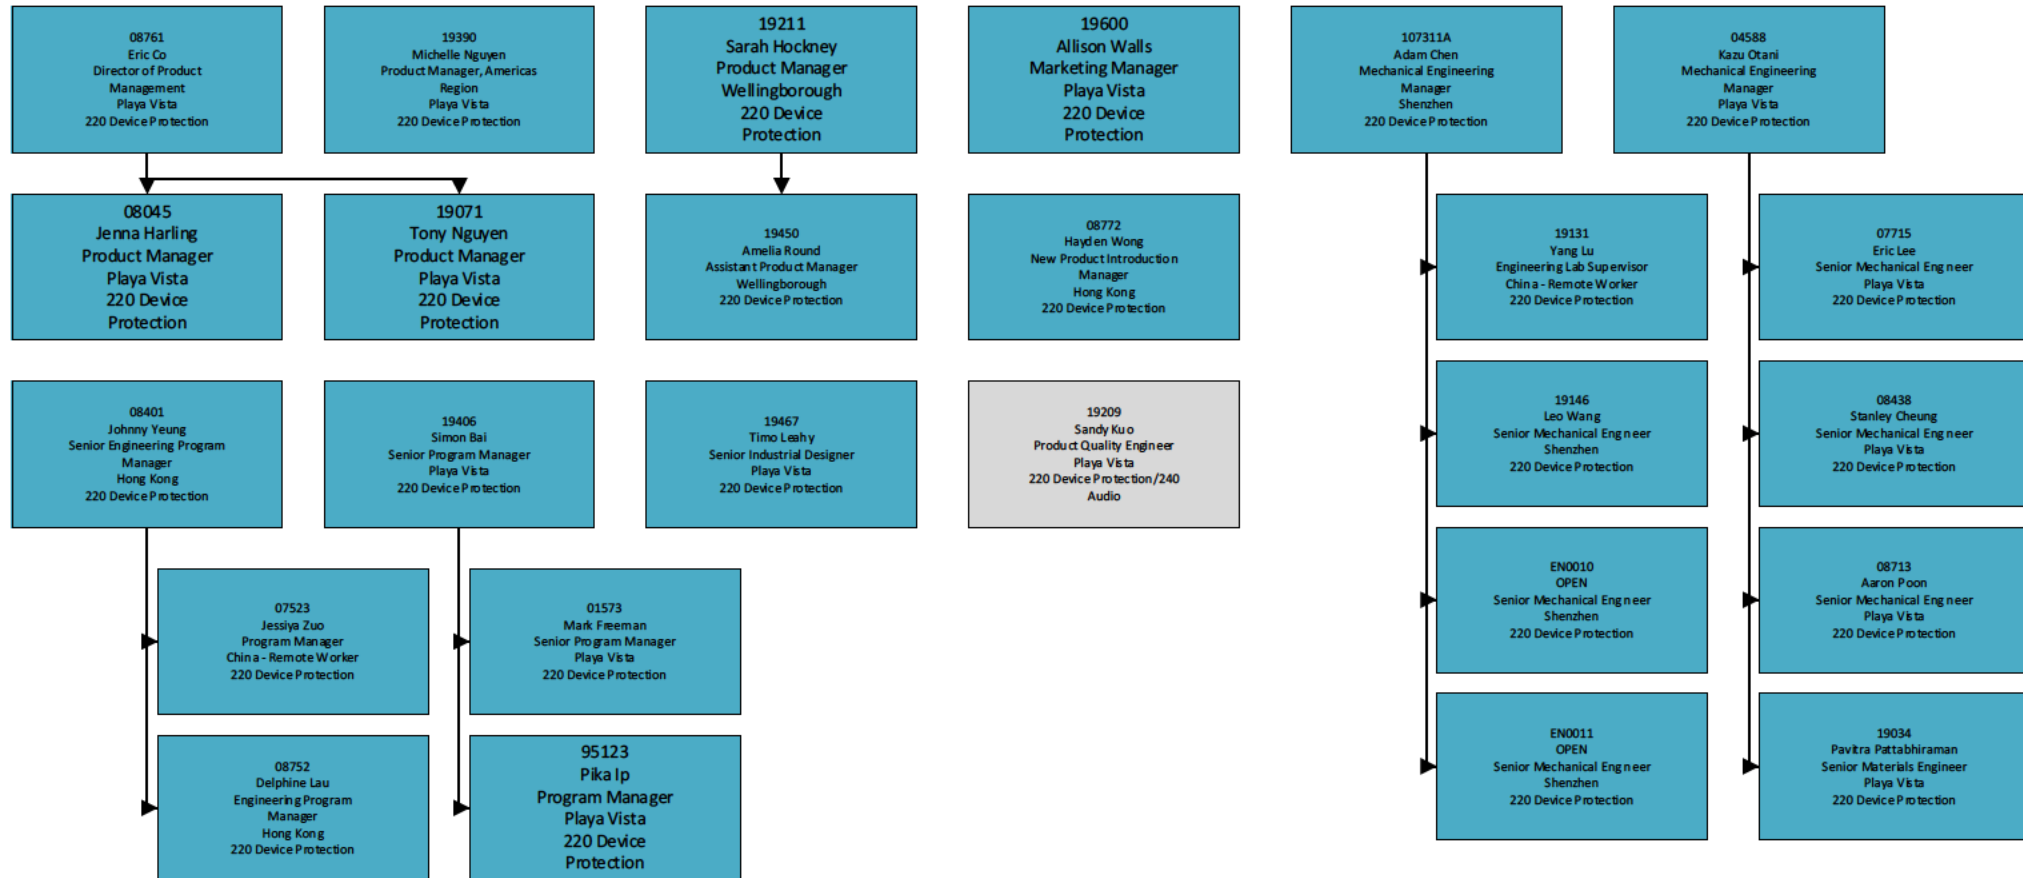 08761
Eric Co
Director of Product
Management
Playa Vista
220 Device Protection
19390
Michelle Nguyen
Product Manager, Americas
Region
Playa Vista
220 Device Protection
19211
Sarah Hockney
Product Manager
Wellingborough
220 Device
Protection
19600
Allison Walls
Marketing Manager
Playa Vista
220 Device
Protection
107311A
Adam Chen
Mechanical Engineering
Manager
Shenzhen
220 Device Protection
04588
Kazu Otani
Mechanical Engineering
Manager
Playa Vista
220 Device Protection
08045
Jenna Harling
Product Manager
Playa Vista
220 Device
Protection
19071
Tony Nguyen
Product Manager
Playa Vista
220 Device
Protection
19450
Amelia Round
Assistant Product Manager
Wellingborough
220 Device Protection
08772
Hayden Wong
New Product Introduction
Manager
Hong Kong
220 Device Protection
19131
Yang Lu
Engineering Lab Supervisor
China - Remote Worker
220 Device Protection
07715
Eric Lee
Senior Mechanical Engineer
Playa Vista
220 Device Protection
08401
Johnny Yeung
Senior Engineering Program
Manager
Hong Kong
220 Device Protection
19406
Simon Bai
Senior Program Manager
Playa Vista
220 Device Protection
19467
Timo Leahy
Senior Industrial Designer
Playa Vista
220 Device Protection
19209
Sandy Kuo
Product Quality Engineer
Playa Vista
220 Device Protection/240
Audio
19146
Leo Wang
Senior Mechanical Engineer
Shenzhen
220 Device Protection
08438
Stanley Cheung
Senior Mechanical Engineer
Playa Vista
220 Device Protection
07523
Jessiya Zuo
Program Manager
China - Remote Worker
220 Device Protection
01573
Mark Freeman
Senior Program Manager
Playa Vista
220 Device Protection
EN0010
OPEN
Senior Mechanical Engineer
Shenzhen
220 Device Protection
08713
Aaron Poon
Senior Mechanical Engineer
Playa Vista
220 Device Protection
08752
Delphine Lau
Engineering Program
Manager
Hong Kong
220 Device Protection
95123
Pika Ip
Program Manager
Playa Vista
220 Device
Protection
EN0011
OPEN
Senior Mechanical Engineer
Shenzhen
220 Device Protection
19034
Pavitra Pattabhiraman
Senior Materials Engineer
Playa Vista
220 Device Protection